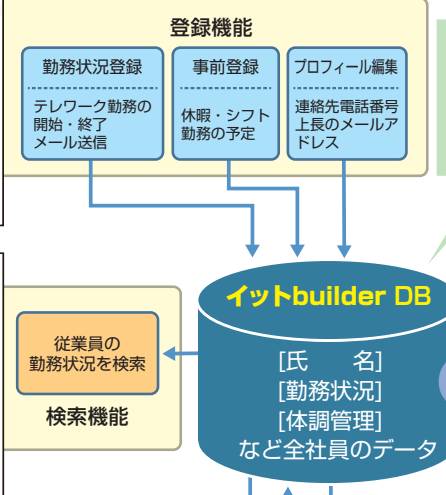 登録機能
勤務状況登録
テレワーク勤務の
開始・終了
メール送信
事前登録
休暇・シフト
勤務の予定
プロフィール編集
連絡先電話番号
上長のメールア
ドレス
イットbuilder DB
[氏　　名]
[勤務状況]
[体調管理]
など全社員のデータ
従業員の
勤務状況を検索
検索機能